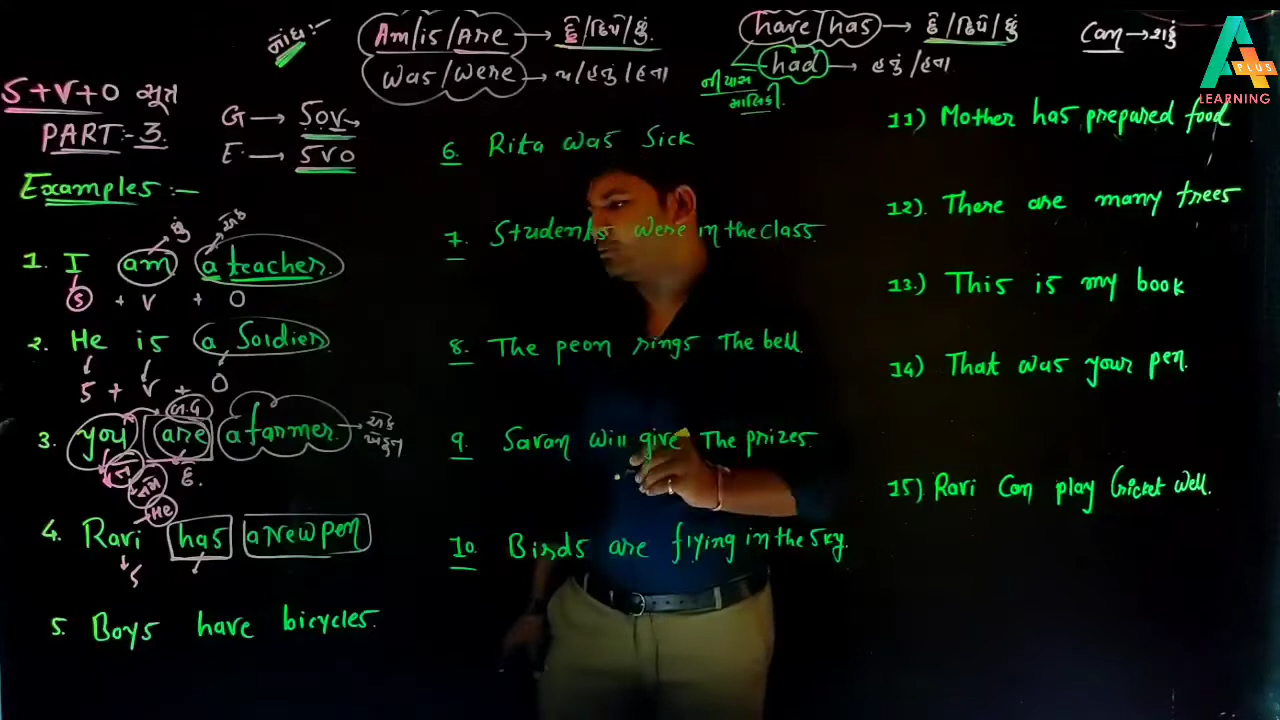 નોંધ:-
Am/is/Are → છે/છિએ/છું
was/were →
have/has → છે/છિએ/છું
had → હતું/હતા
Can → શકું
A+ PLUS
LEARNING
S+V+O સૂત્ર
PART:-3
G → SOV
E → SVO
Examples :-
છું એક
1. I am a teacher.
S + V + O
2. He is a Soldier
S + V + O
3. you are a farmer.
છે.
He
4. Ravi has a New pen
S
5. Boys have bicycles.
6. Rita was Sick
7. Students were in the class.
8. The peon rings The bell.
9. Savan will give The prizes.
10. Birds are flying in the sky.
11) Mother has prepared food
12). There are many trees
13.) This is my book
14) That was your pen.
15) Ravi Can play Cricket well.